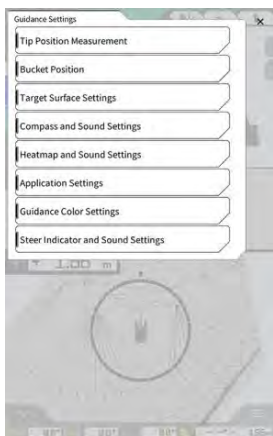 Guidance Settings
×
Tip Position Measurement
Bucket Position
Target Surface Settings
Compass and Sound Settings
Heatmap and Sound Settings
Application Settings
Guidance Color Settings
Steer Indicator and Sound Settings
1.00 m